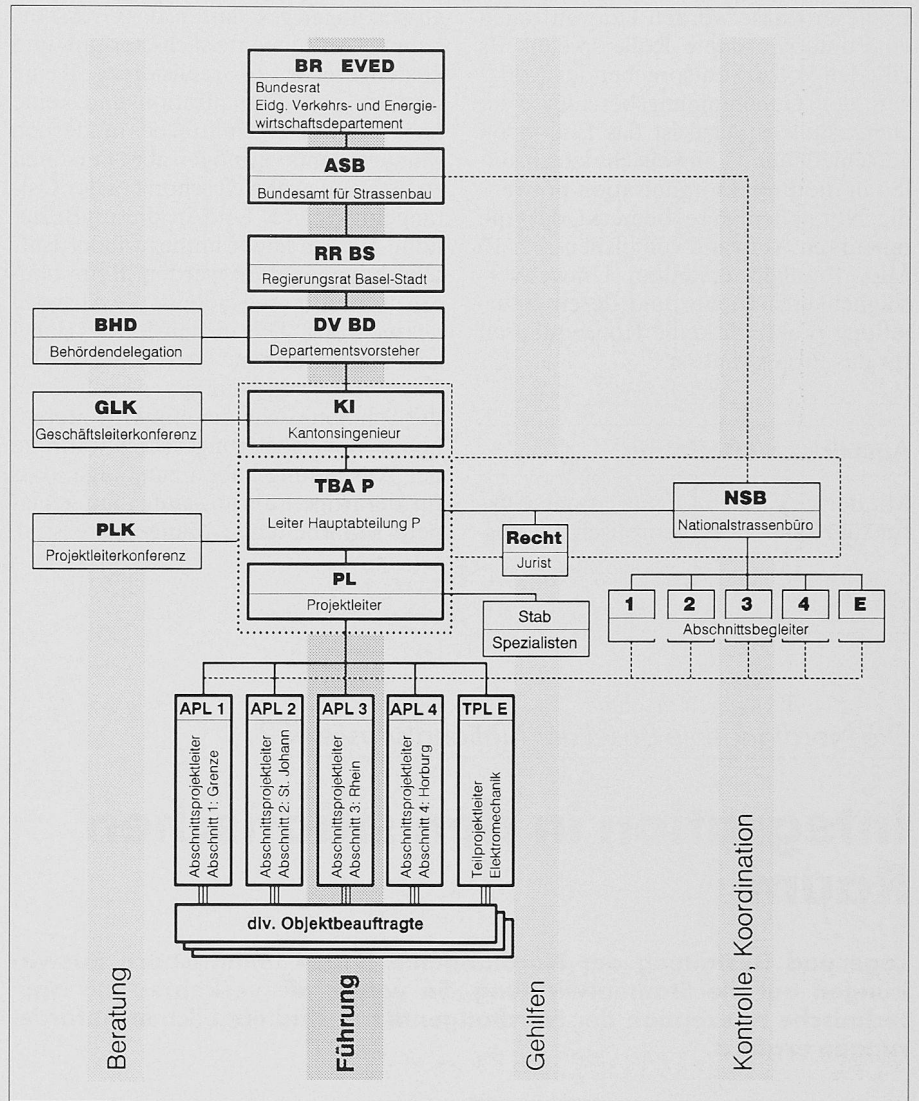 BR EVED
Bundesrat
Eidg. Verkehrs- und Energie-
wirtschaftsdepartement
ASB
Bundesamt für Strassenbau
RR BS
Regierungsrat Basel-Stadt
BHD
Behördendelegation
DV BD
Departementsvorsteher
GLK
Geschäftsleiterkonferenz
KI
Kantonsingenieur
TBA P
Leiter Hauptabteilung P
NSB
Nationalstrassenbüro
PLK
Projektleiterkonferenz
Recht
Jurist
PL
Projektleiter
Stab
Spezialisten
1 2 3 4 E
Abschnittsbegleiter
APL 1
Abschnittsprojektleiter
Abschnitt 1: Grenze
APL 2
Abschnittsprojektleiter
Abschnitt 2: St. Johann
APL 3
Abschnittsprojektleiter
Abschnitt 3: Rhein
APL 4
Abschnittsprojektleiter
Abschnitt 4: Horburg
TPL E
Teilprojektleiter
Elektromechanik
div. Objektbeauftragte
Beratung
Führung
Gehilfen
Kontrolle, Koordination